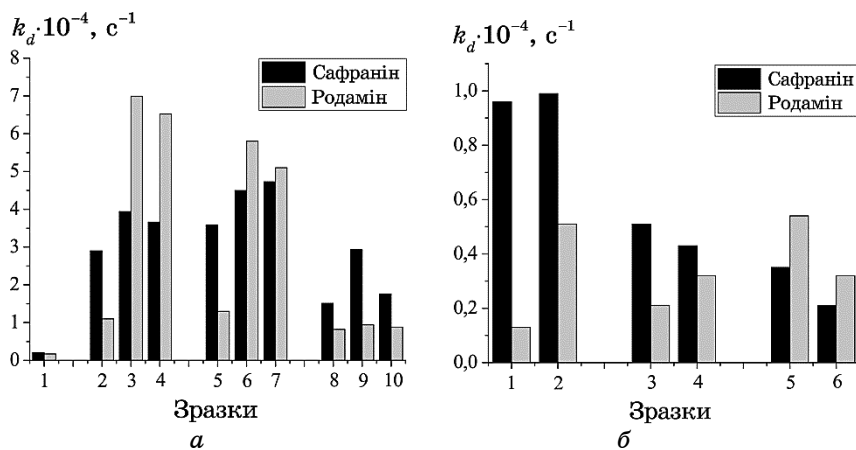 k_d·10⁻⁴, с⁻¹
8
7
6
5
4
3
2
1
0
Сафранін
Родамін
1 2 3 4 5 6 7 8 9 10
Зразки
а
k_d·10⁻⁴, с⁻¹
1,0
0,8
0,6
0,4
0,2
0,0
Сафранін
Родамін
1 2 3 4 5 6
Зразки
б